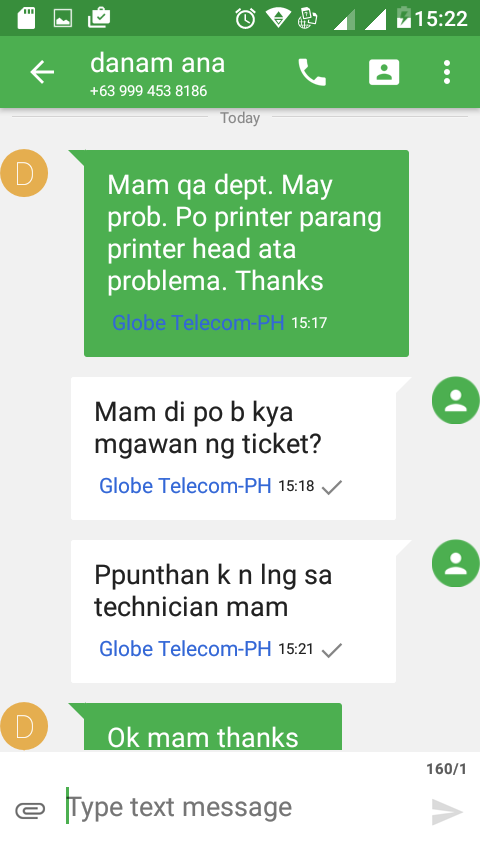 15:22
danam ana
+63 999 453 8186
Today
D
Mam qa dept. May
prob. Po printer parang
printer head ata
problema. Thanks
Globe Telecom-PH 15:17
Mam di po b kya
mgawan ng ticket?
Globe Telecom-PH 15:18
Ppunthan k n lng sa
technician mam
Globe Telecom-PH 15:21
D
Ok mam thanks
160/1
Type text message